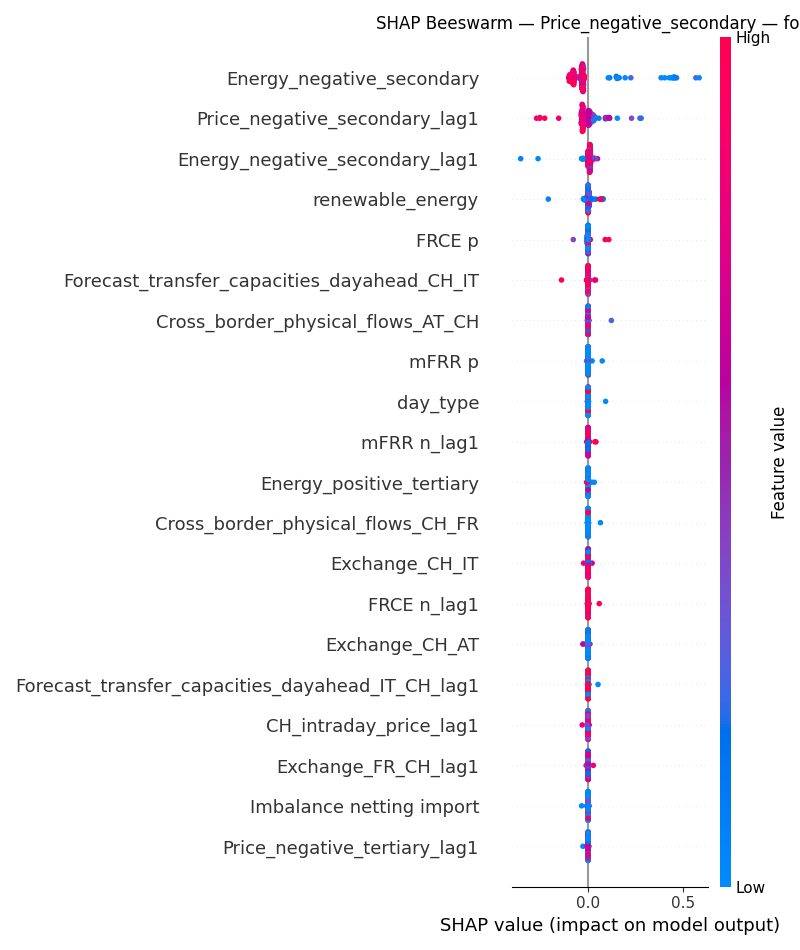 SHAP Beeswarm — Price_negative_secondary — fo
High
Energy_negative_secondary
Price_negative_secondary_lag1
Energy_negative_secondary_lag1
renewable_energy
FRCE p
Forecast_transfer_capacities_dayahead_CH_IT
Cross_border_physical_flows_AT_CH
mFRR p
day_type
mFRR n_lag1
Energy_positive_tertiary
Cross_border_physical_flows_CH_FR
Exchange_CH_IT
FRCE n_lag1
Exchange_CH_AT
Forecast_transfer_capacities_dayahead_IT_CH_lag1
CH_intraday_price_lag1
Exchange_FR_CH_lag1
Imbalance netting import
Price_negative_tertiary_lag1
Feature value
Low
0.0 0.5
SHAP value (impact on model output)